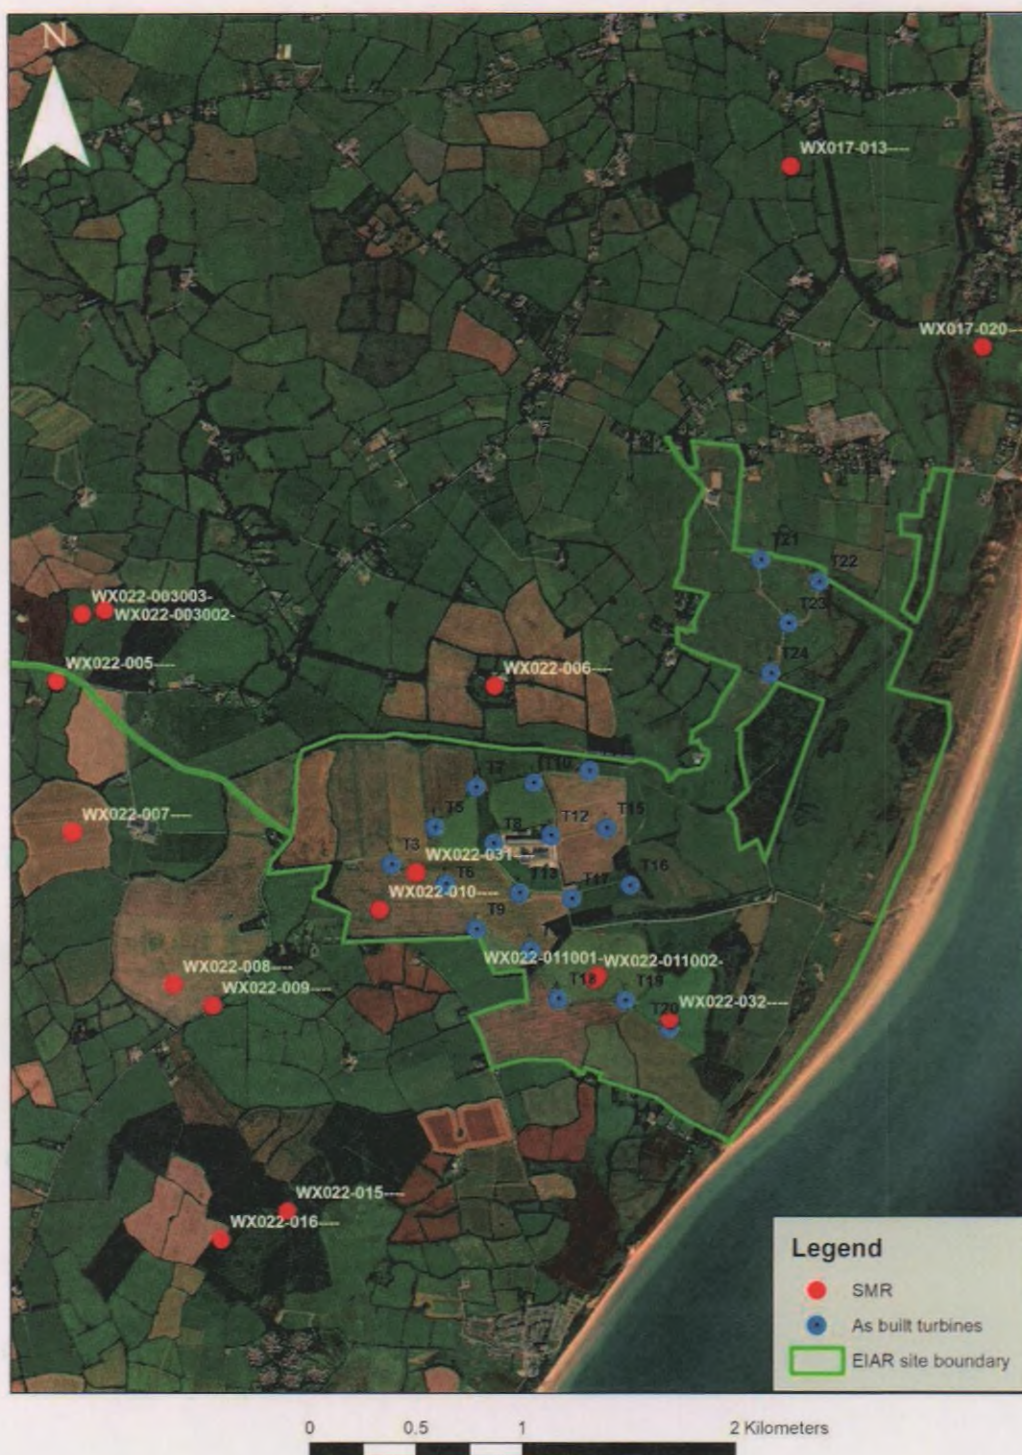 N
WX017-013----
WX017-020---
T21
T22
T23
T24
WX022-003003-
WX022-003002-
WX022-005----
WX022-006----
T7
T10
T5
T12
T15
WX022-007----
T3
T8
WX022-031----
T6
T13
T17
T16
WX022-010----
T9
WX022-011001-
WX022-011002-
WX022-008----
WX022-009----
T18
T19
T20
WX022-032----
WX022-015----
WX022-016----
Legend
SMR
As built turbines
EIAR site boundary
0 0.5 1 2 Kilometers